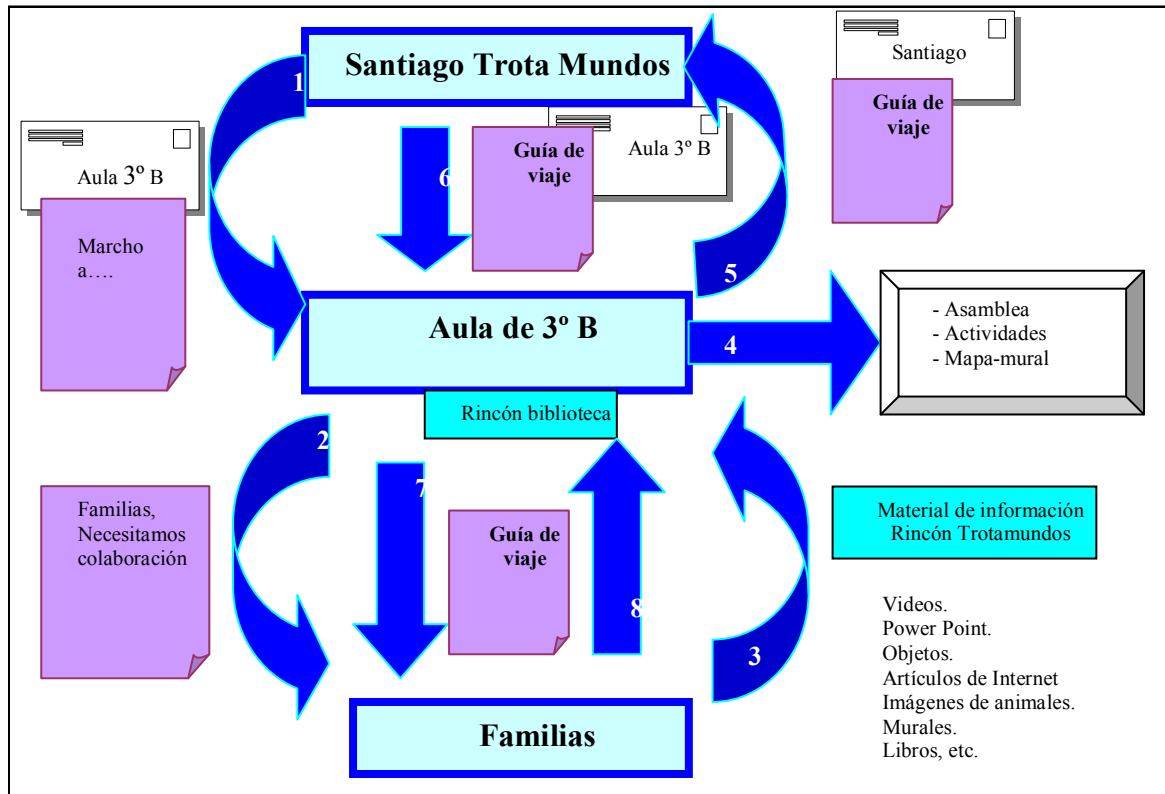 Santiago Trota Mundos
1
Santiago
Guía de
viaje
Guía de
viaje
Aula 3º B
6
Aula 3º B
Marcho
a….
5
Aula de 3º B
4
- Asamblea
- Actividades
- Mapa-mural
Rincón biblioteca
2
7
Familias,
Necesitamos
colaboración
Guía de
viaje
8
3
Material de información
Rincón Trotamundos
Videos.
Power Point.
Objetos.
Artículos de Internet
Imágenes de animales.
Murales.
Libros, etc.
Familias